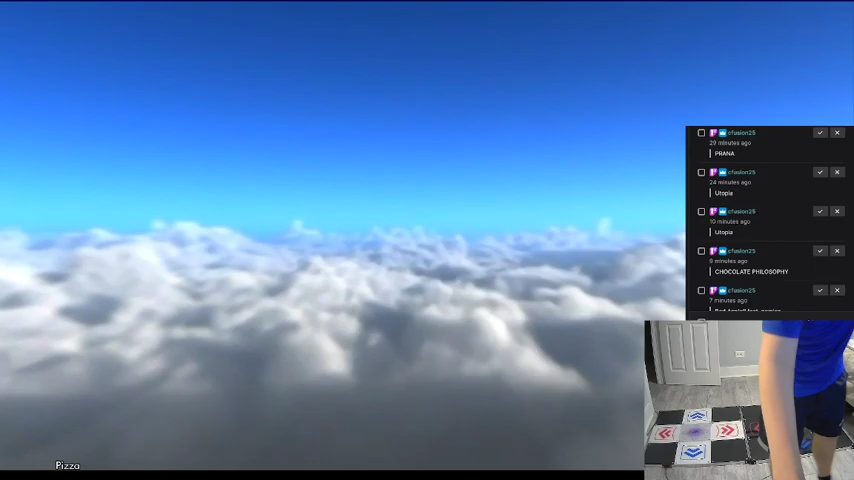 cfusion25
29 minutes ago
PRANA
cfusion25
24 minutes ago
Utopia
cfusion25
10 minutes ago
Utopia
cfusion25
8 minutes ago
CHOCOLATE PHILOSOPHY
cfusion25
7 minutes ago
Pizza